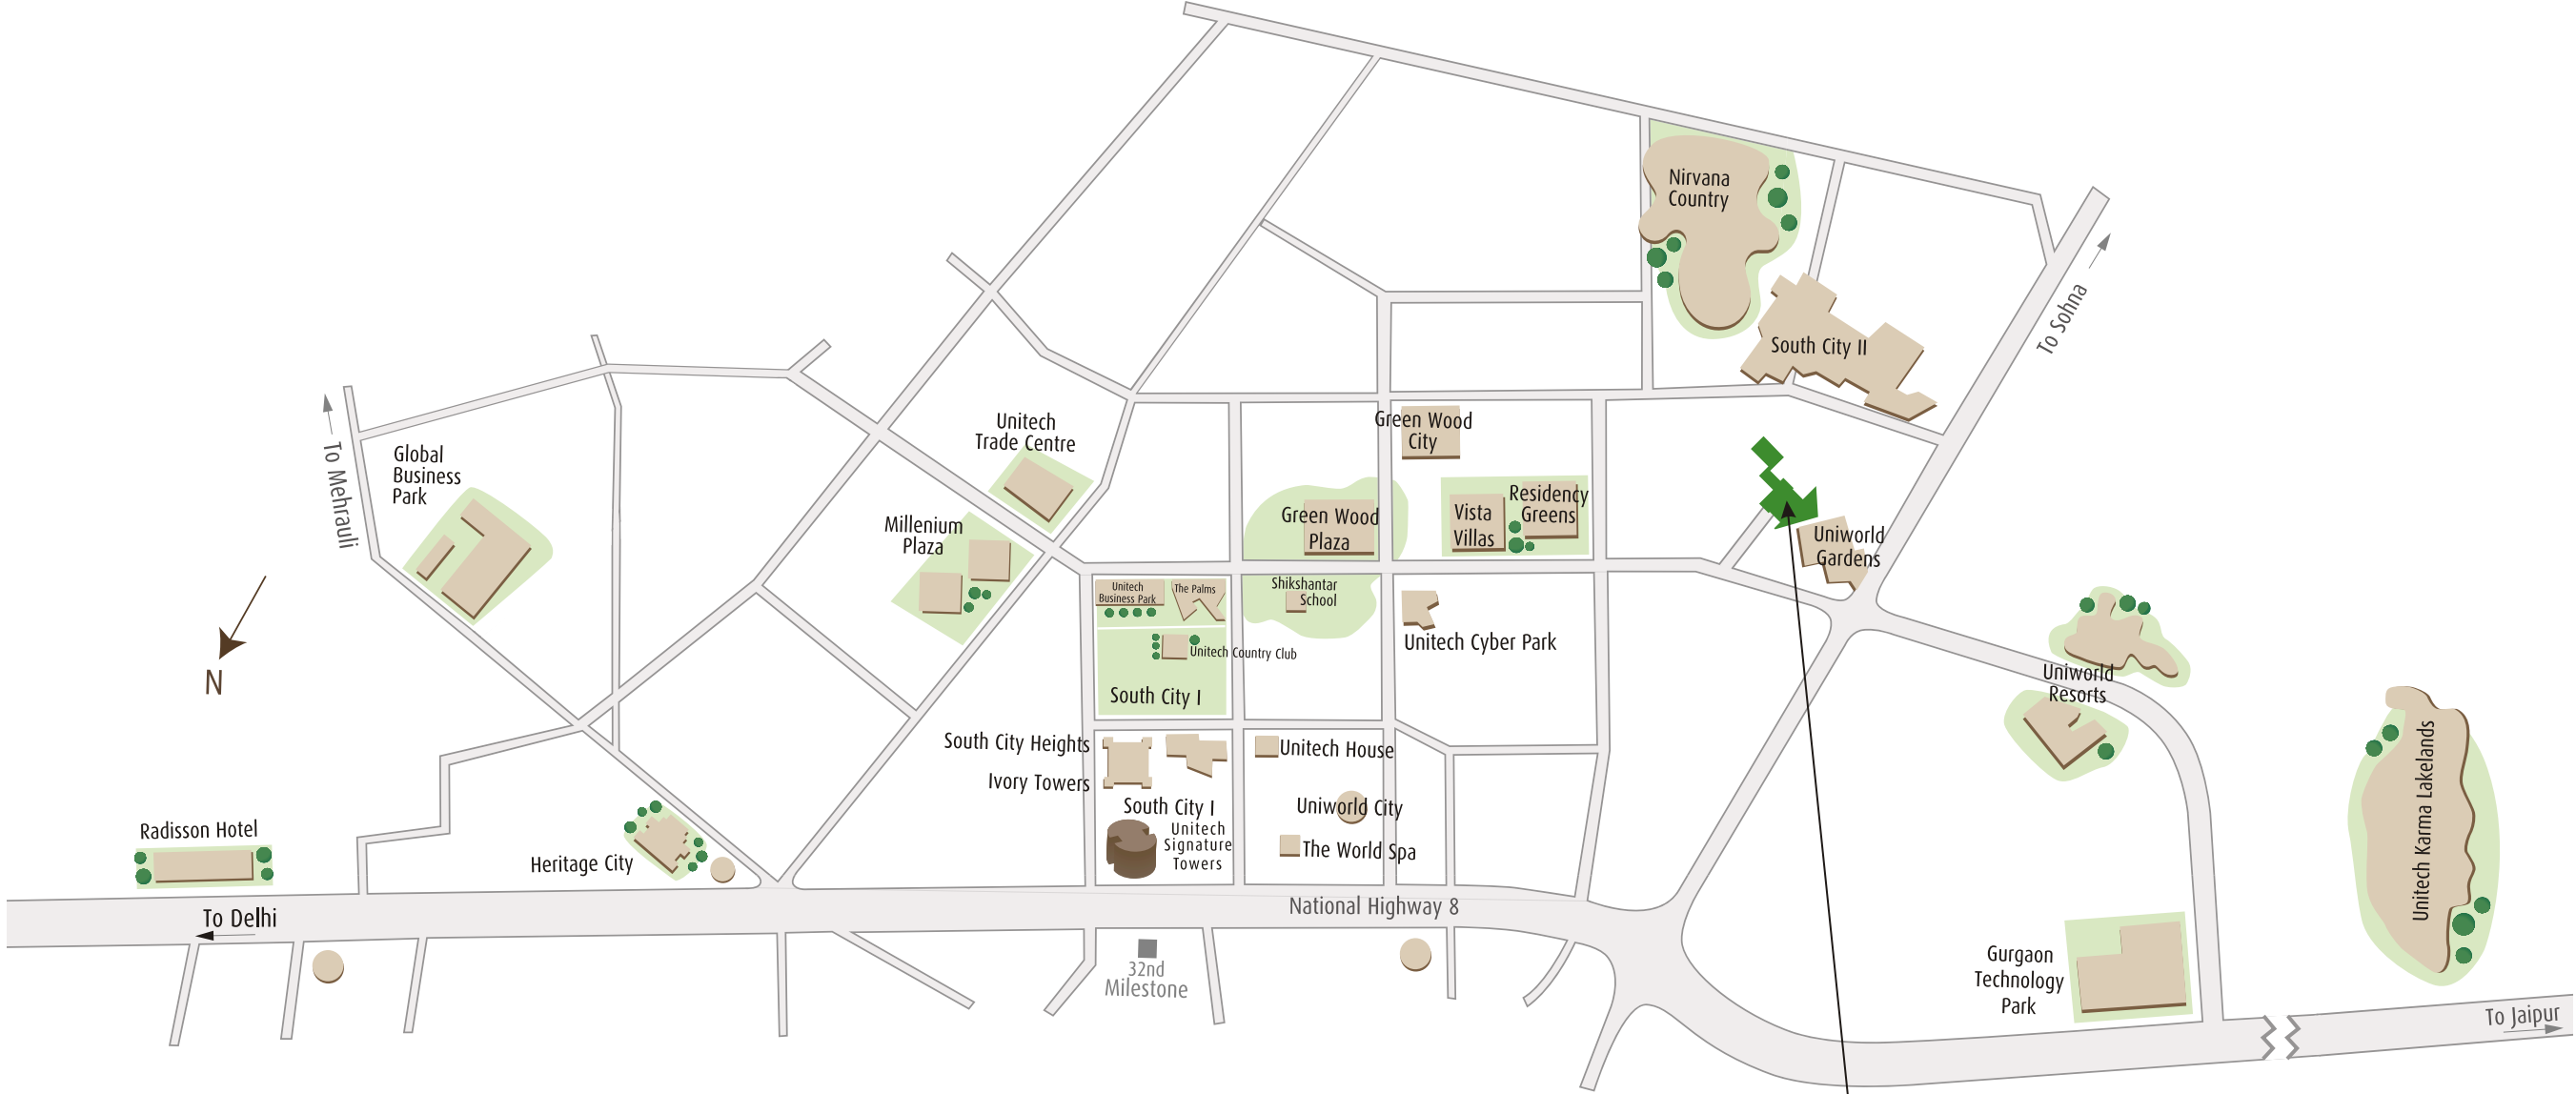 Nirvana
Country
To Sohna
South City II
Unitech
Trade Centre
Green Wood
City
To Mehrauli
Global
Business
Park
Millenium
Plaza
Green Wood
Plaza
Vista
Villas
Residency
Greens
Uniworld
Gardens
Unitech
Business Park
The Palms
Shikshantar
School
Unitech Cyber Park
Unitech Country Club
South City I
N
Uniworld
Resorts
South City Heights
Ivory Towers
Unitech House
Unitech Karma Lakelands
South City I
Unitech
Signature
Towers
Uniworld City
The World Spa
Radisson Hotel
Heritage City
To Delhi
National Highway 8
32nd
Milestone
Gurgaon
Technology
Park
To Jaipur